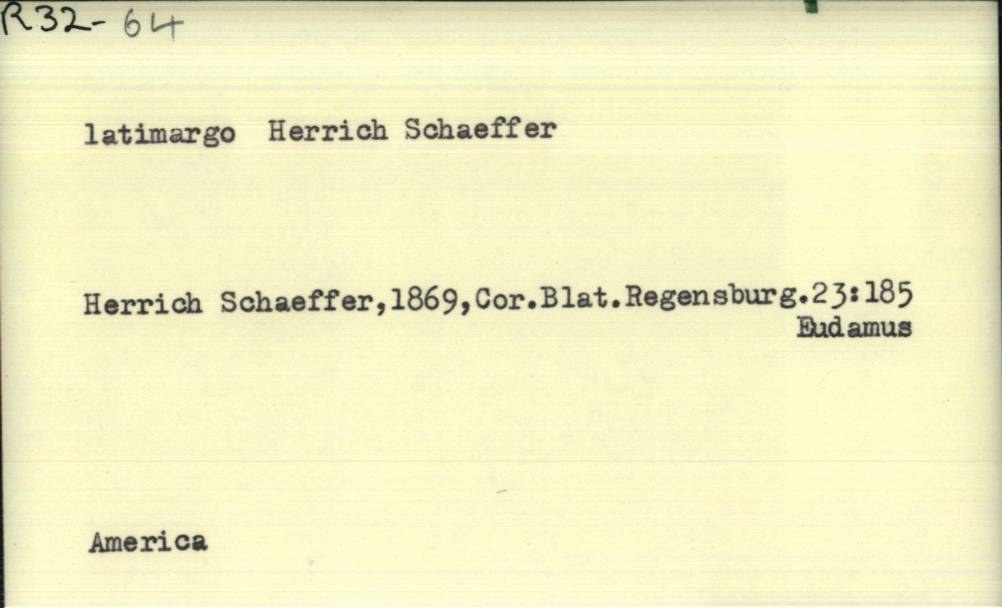 R32-64
latimargo Herrich Schaeffer
Herrich Schaeffer,1869,Cor.Blat.Regensburg.23:185
Eudamus
America